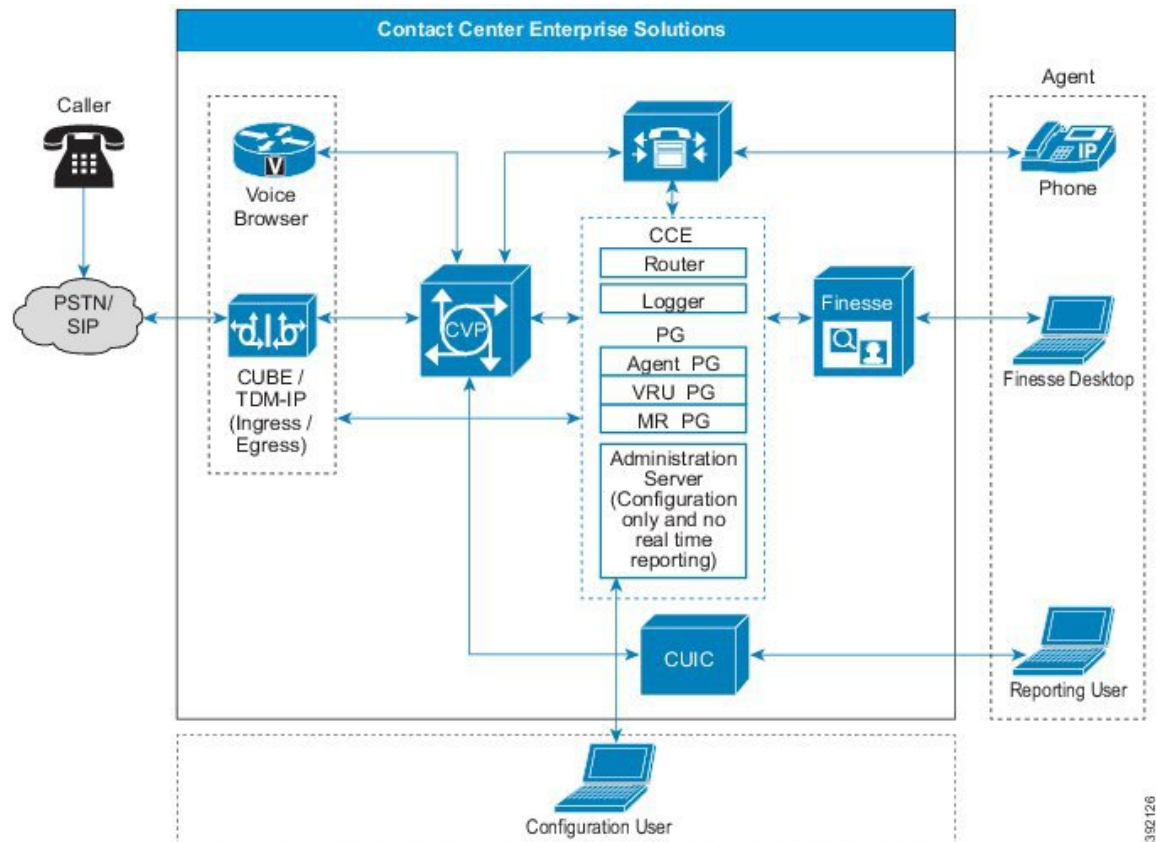 Contact Center Enterprise Solutions
Caller
PSTN/
SIP
V
Voice
Browser
CUBE /
TDM-IP
(Ingress /
Egress)
CVP
CCE
Router
Logger
PG
Agent PG
VRU PG
MR PG
Administration
Server
(Configuration
only and no
real time
reporting)
Finesse
CUIC
Agent
IP
Phone
Finesse Desktop
Reporting User
Configuration User
392126